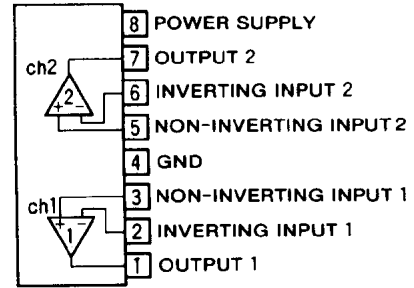 8 POWER SUPPLY
7 OUTPUT 2
ch2
2
+ -
6 INVERTING INPUT 2
5 NON-INVERTING INPUT 2
4 GND
3 NON-INVERTING INPUT 1
ch1
+ -
1
2 INVERTING INPUT 1
1 OUTPUT 1